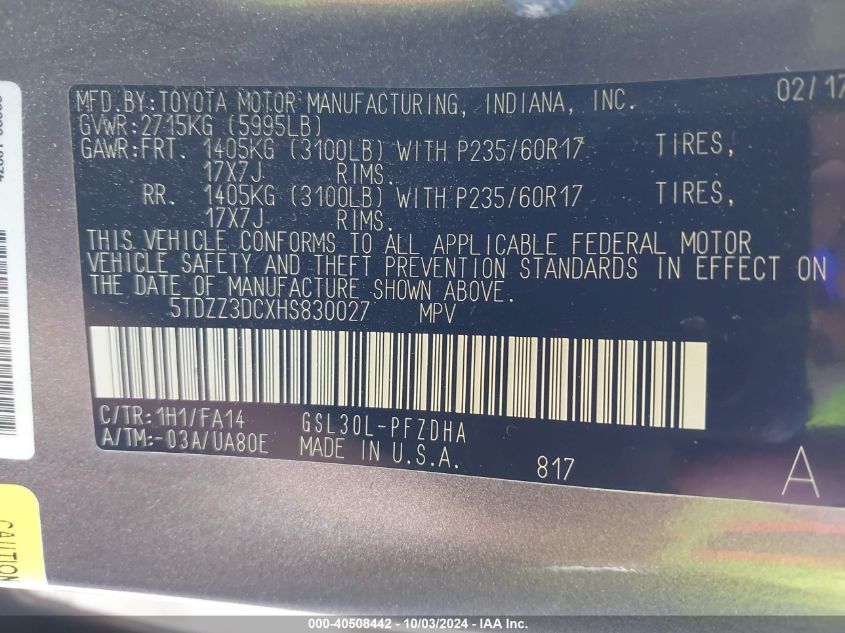 MFD.BY:TOYOTA MOTOR MANUFACTURING, INDIANA, INC. 02/17
GVWR:2715KG (5995LB)
GAWR:FRT. 1405KG (3100LB) WITH P235/60R17 TIRES,
17X7J RIMS.
RR. 1405KG (3100LB) WITH P235/60R17 TIRES,
17X7J RIMS.
THIS VEHICLE CONFORMS TO ALL APPLICABLE FEDERAL MOTOR
VEHICLE SAFETY AND THEFT PREVENTION STANDARDS IN EFFECT ON
THE DATE OF MANUFACTURE SHOWN ABOVE.
5TDZZ3DCXHS830027 MPV
C/TR:1H1/FA14 GSL30L-PFZDHA
A/TM:-03A/UA80E MADE IN U.S.A. 817 A
CAUTION
000-40508442 - 10/03/2024 - IAA Inc.